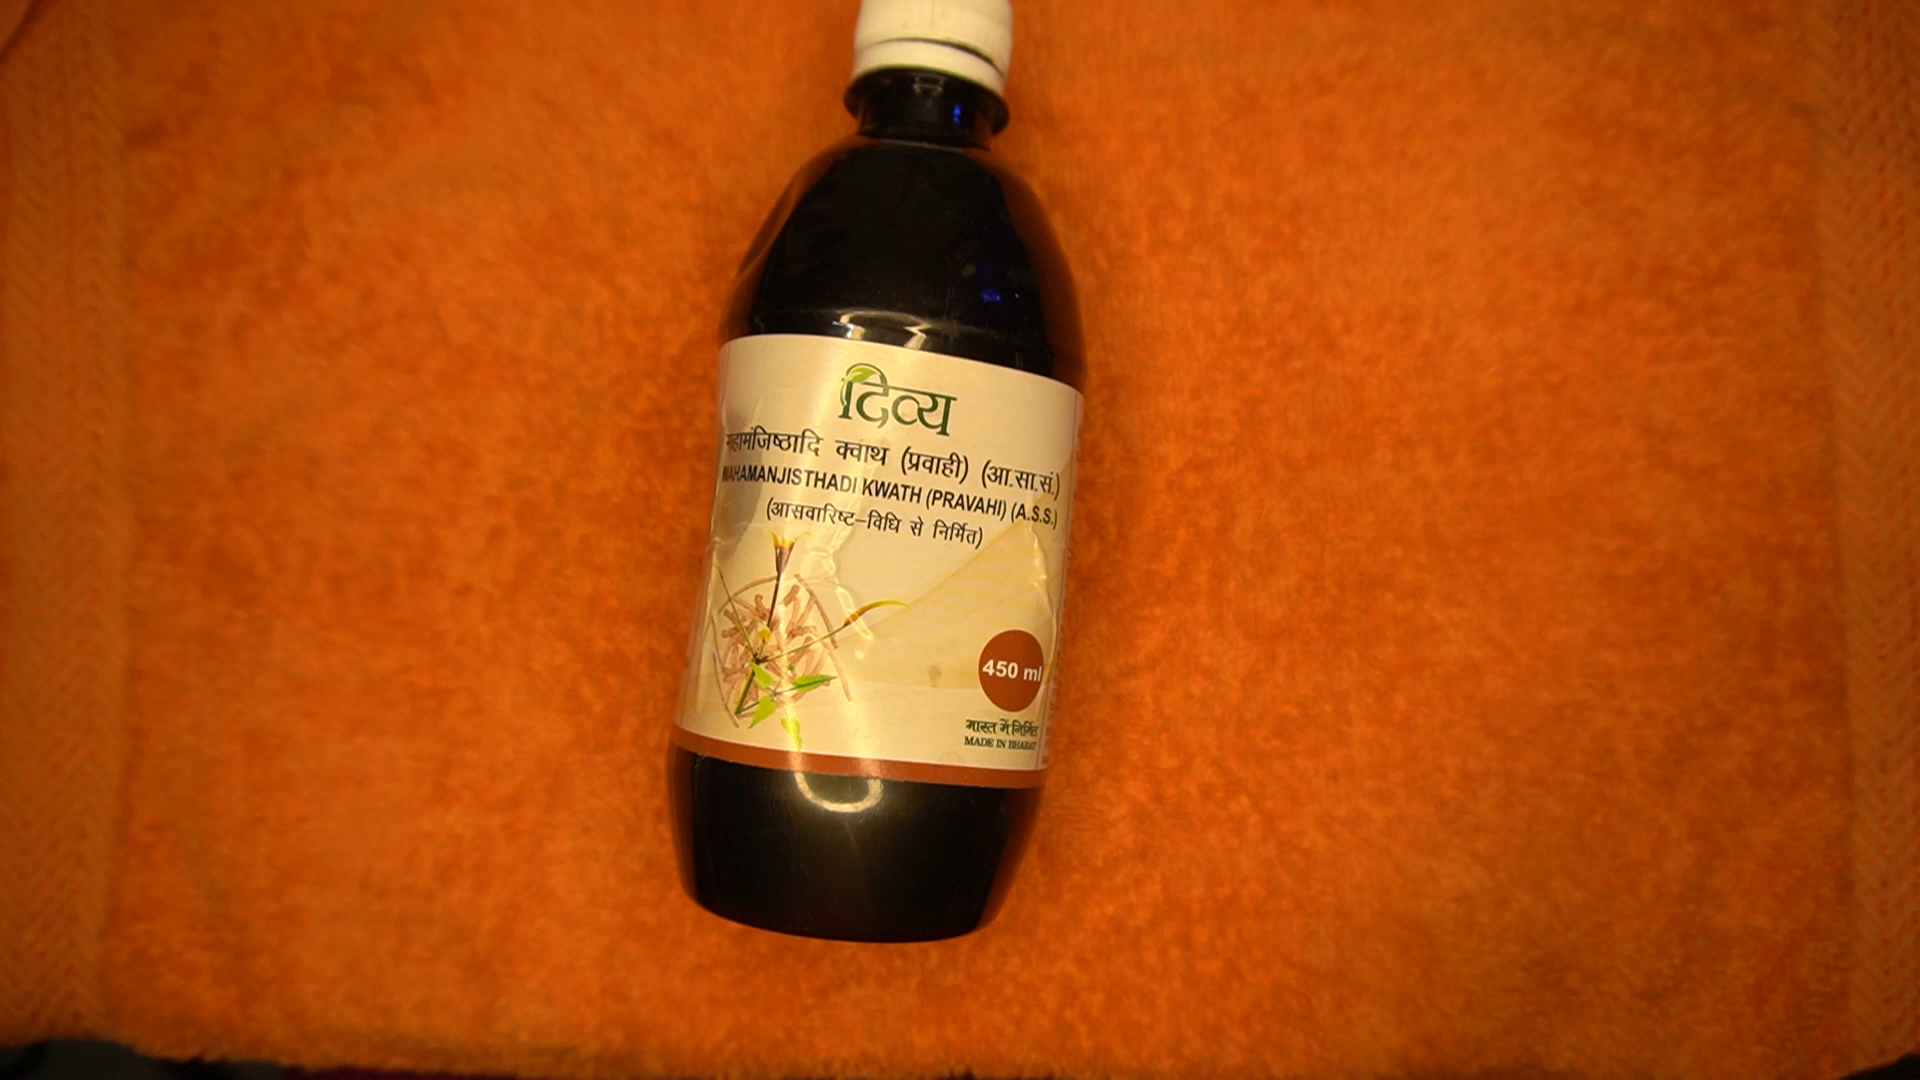 दिव्य
महामंजिष्ठादि क्वाथ (प्रवाही) (आ.सा.सं.)
MAHAMANJISTHADI KWATH (PRAVAHI) (A.S.S.)
(आसवारिष्ट-विधि से निर्मित)
450 ml
भारत में निर्मित
MADE IN BHARAT